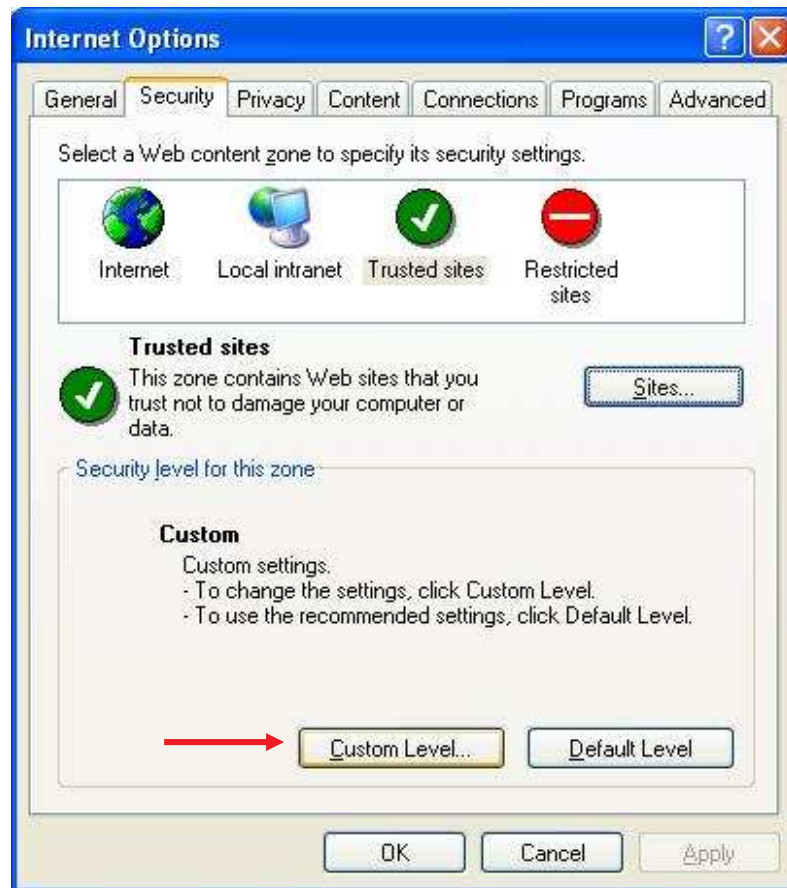 Internet Options
General Security Privacy Content Connections Programs Advanced
Select a Web content zone to specify its security settings.
Internet Local intranet Trusted sites Restricted
sites
Trusted sites
This zone contains Web sites that you
trust not to damage your computer or
data.
Sites...
Security level for this zone
Custom
Custom settings.
- To change the settings, click Custom Level.
- To use the recommended settings, click Default Level.
Custom Level... Default Level
OK Cancel Apply